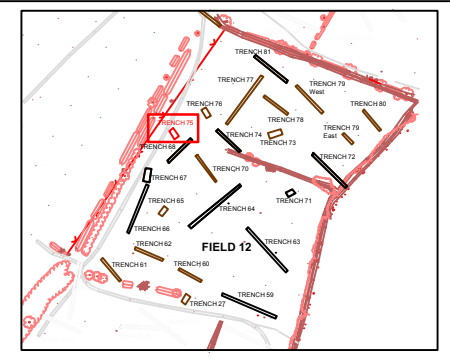 TRENCH 81
TRENCH 77
TRENCH 79
West
TRENCH 76
TRENCH 80
TRENCH 75
TRENCH 78
TRENCH 74
TRENCH 79
East
TRENCH 73
TRENCH 68
TRENCH 72
TRENCH 67
TRENCH 70
TRENCH 71
TRENCH 65
TRENCH 64
TRENCH 66
TRENCH 62
FIELD 12
TRENCH 63
TRENCH 61
TRENCH 60
TRENCH 59
TRENCH 27